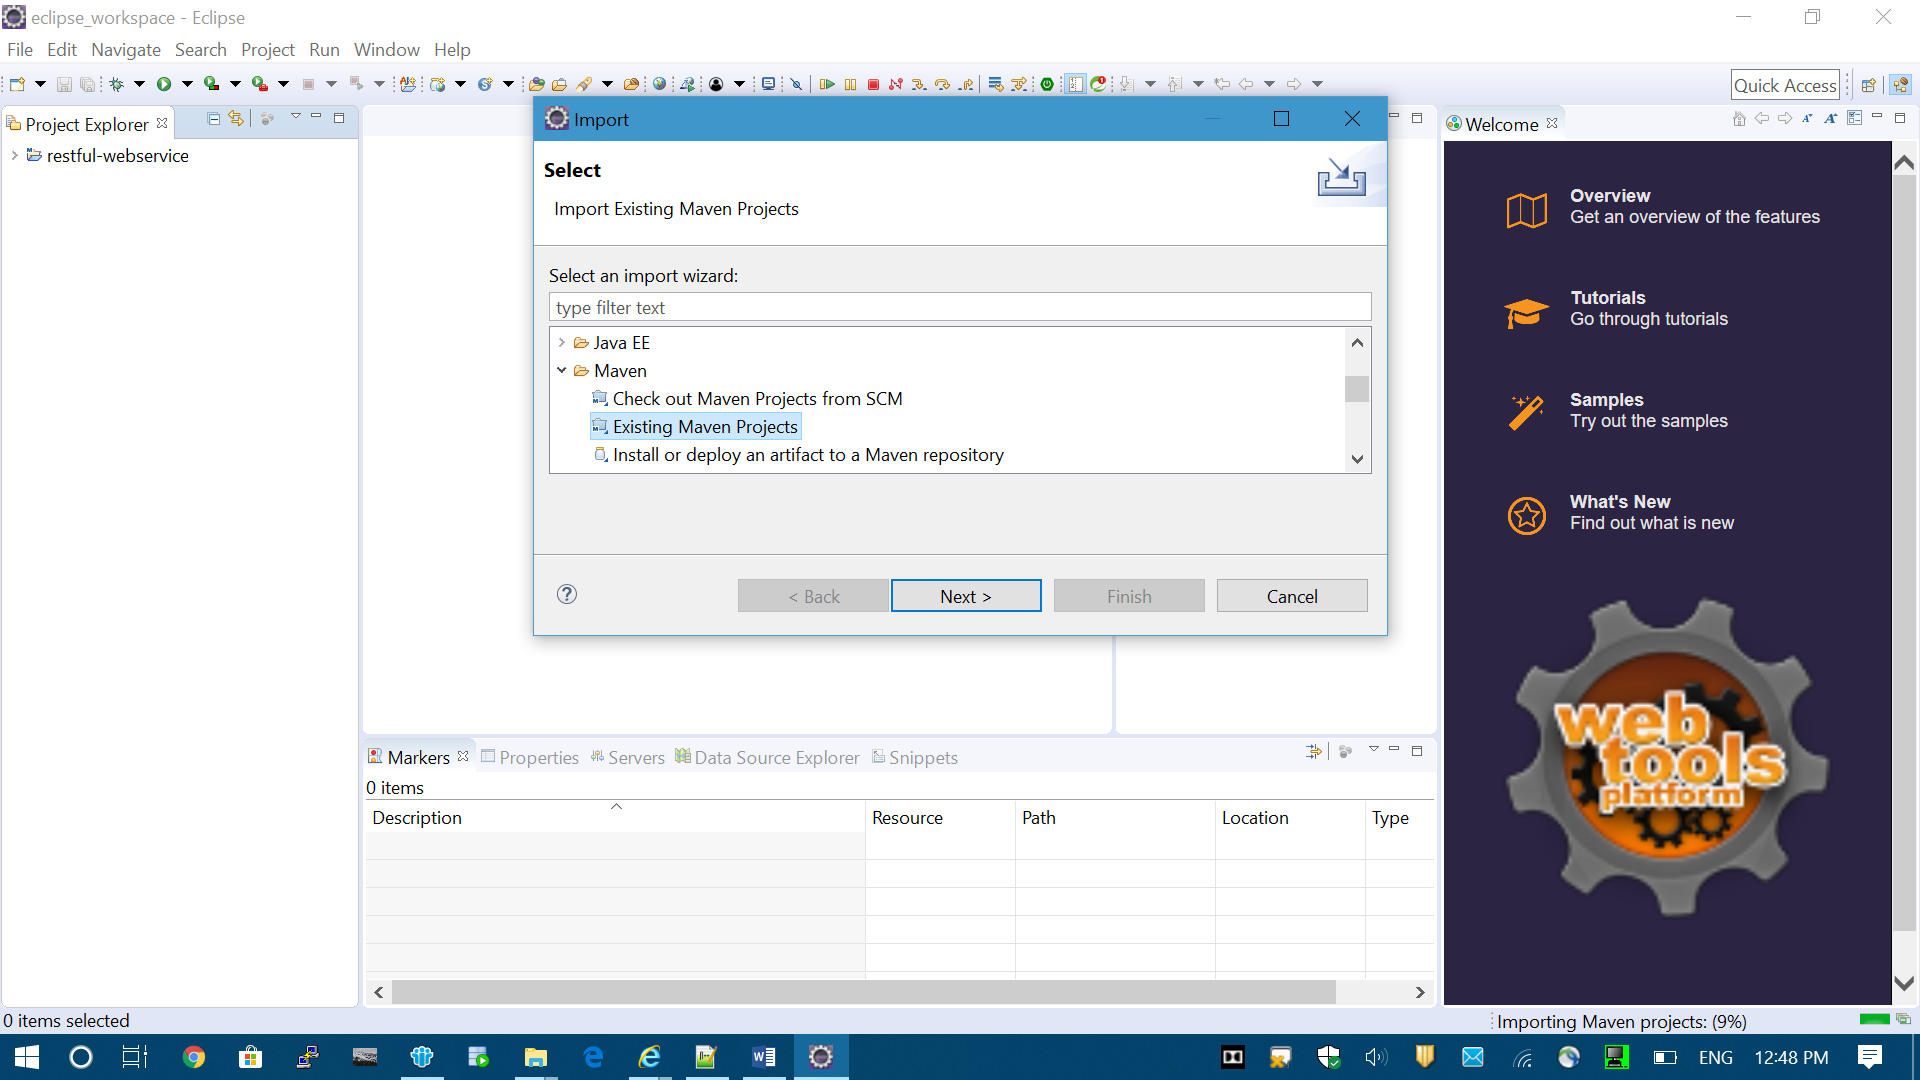 eclipse_workspace - Eclipse
File Edit Navigate Search Project Run Window Help
Quick Access
Project Explorer
restful-webservice
Import
Select
Import Existing Maven Projects
Select an import wizard:
type filter text
Java EE
Maven
Check out Maven Projects from SCM
Existing Maven Projects
Install or deploy an artifact to a Maven repository
< Back Next > Finish Cancel
Welcome
Overview
Get an overview of the features
Tutorials
Go through tutorials
Samples
Try out the samples
What's New
Find out what is new
web
tools
platform
Markers Properties Servers Data Source Explorer Snippets
0 items
Description Resource Path Location Type
0 items selected
Importing Maven projects: (9%)
ENG 12:48 PM